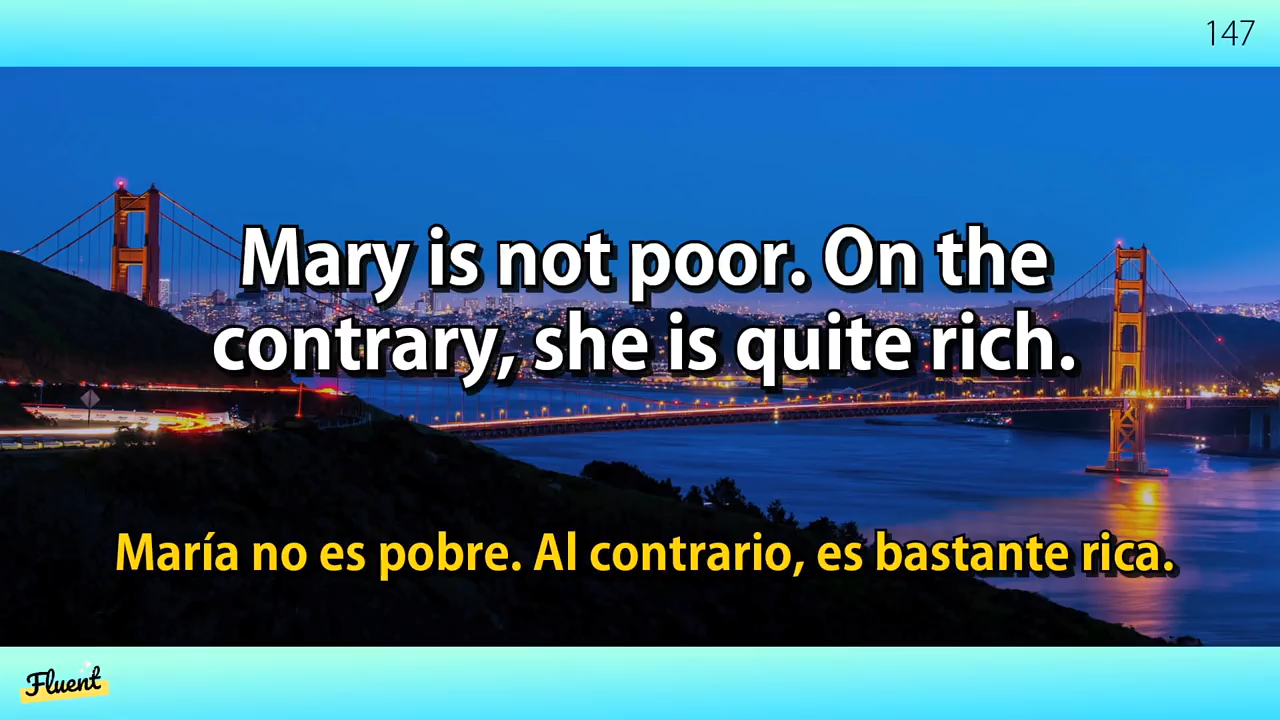 147
Mary is not poor. On the
contrary, she is quite rich.
María no es pobre. Al contrario, es bastante rica.
Fluent